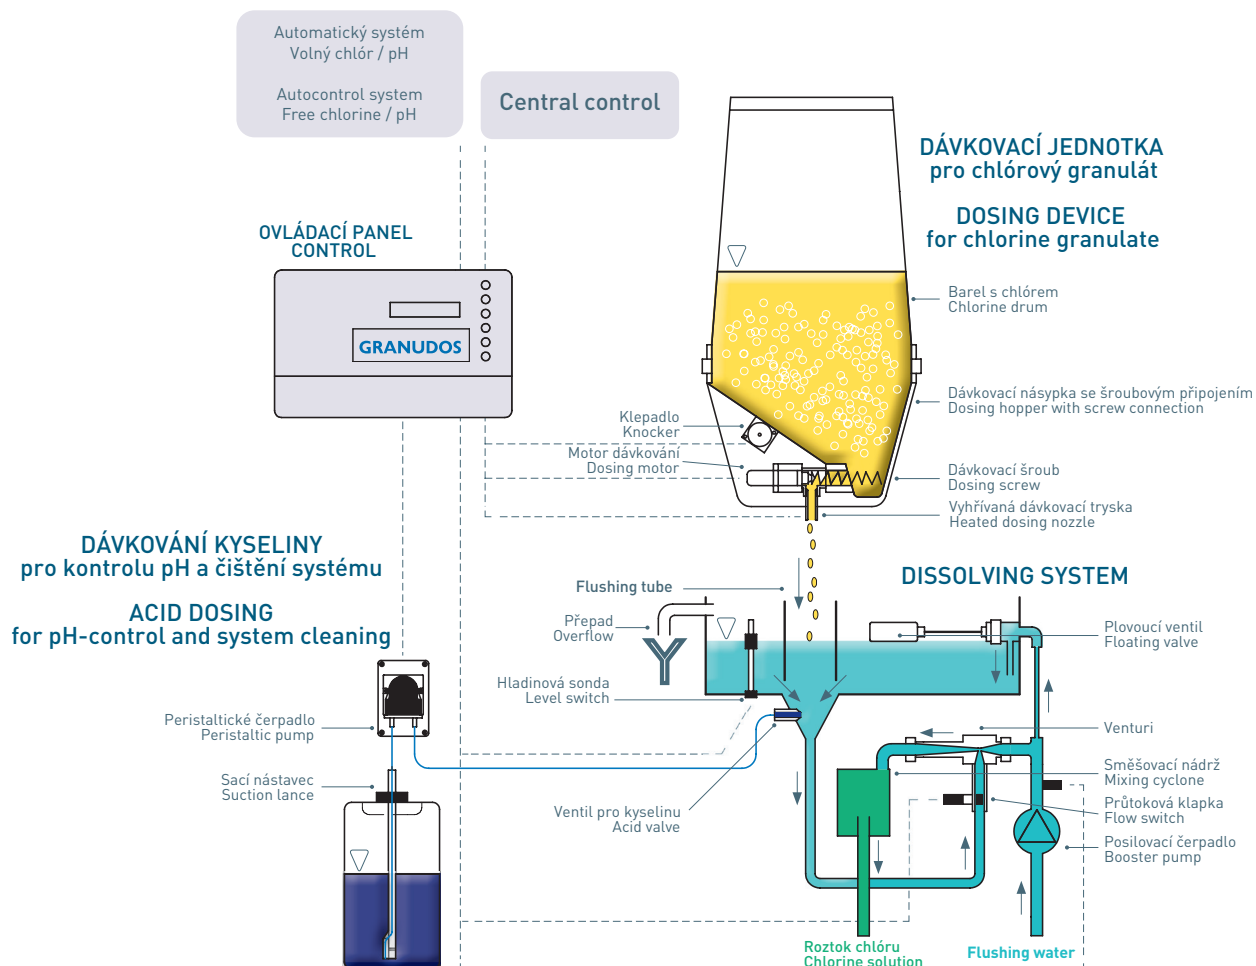 Automatický systém
Volný chlór / pH
Autocontrol system
Free chlorine / pH
Central control
DÁVKOVACÍ JEDNOTKA
pro chlórový granulát
DOSING DEVICE
for chlorine granulate
OVLÁDACÍ PANEL
CONTROL
GRANUDOS
Barel s chlórem
Chlorine drum
Dávkovací násypka se šroubovým připojením
Dosing hopper with screw connection
Klepadlo
Knocker
Motor dávkování
Dosing motor
Dávkovací šroub
Dosing screw
Vyhřívaná dávkovací tryska
Heated dosing nozzle
DÁVKOVÁNÍ KYSELINY
pro kontrolu pH a čištění systému
ACID DOSING
for pH-control and system cleaning
Flushing tube
DISSOLVING SYSTEM
Přepad
Overflow
Plovoucí ventil
Floating valve
Hladinová sonda
Level switch
Peristaltické čerpadlo
Peristaltic pump
Venturi
Sací nástavec
Suction lance
Směšovací nádrž
Mixing cyclone
Ventil pro kyselinu
Acid valve
Průtoková klapka
Flow switch
Posilovací čerpadlo
Booster pump
Roztok chlóru
Chlorine solution
Flushing water